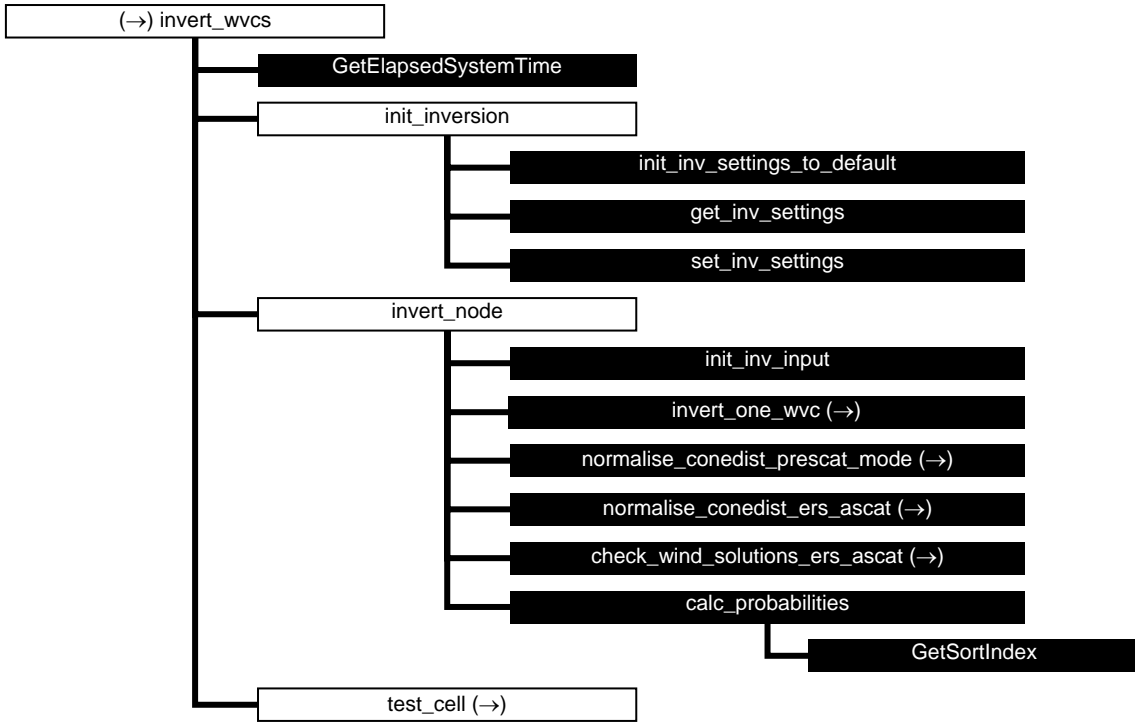 (→) invert_wvcs
GetElapsedSystemTime
init_inversion
init_inv_settings_to_default
get_inv_settings
set_inv_settings
invert_node
init_inv_input
invert_one_wvc (→)
normalise_conedist_prescat_mode (→)
normalise_conedist_ers_ascat (→)
check_wind_solutions_ers_ascat (→)
calc_probabilities
GetSortIndex
test_cell (→)